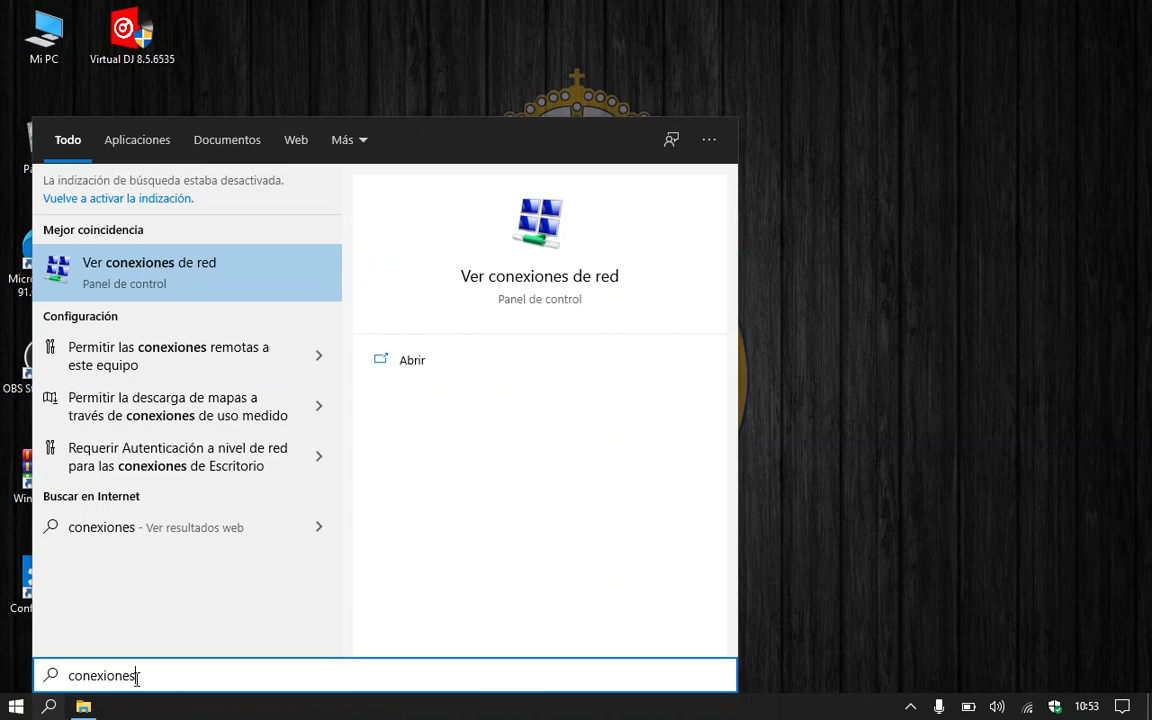 Mi PC
Virtual DJ 8.5.6535
Todo
Aplicaciones
Documentos
Web
Más
La indización de búsqueda estaba desactivada.
Vuelve a activar la indización.
Mejor coincidencia
Ver conexiones de red
Panel de control
Configuración
Permitir las conexiones remotas a
este equipo
Permitir la descarga de mapas a
través de conexiones de uso medido
Requerir Autenticación a nivel de red
para las conexiones de Escritorio
Buscar en Internet
conexiones - Ver resultados web
Ver conexiones de red
Panel de control
Abrir
conexiones
10:53